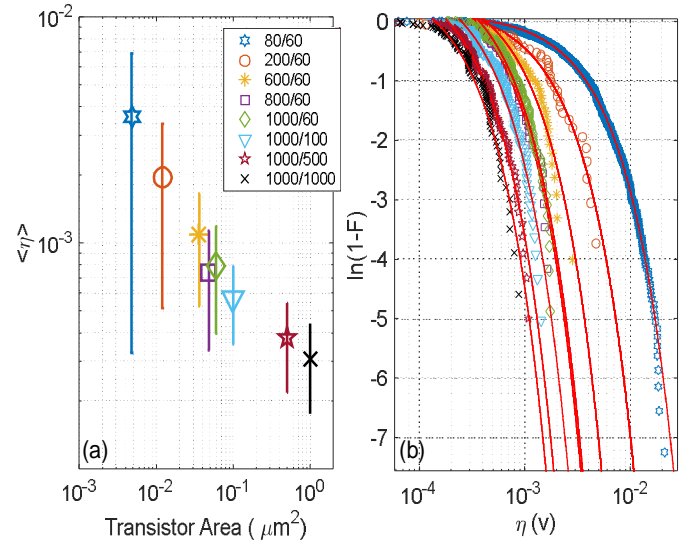 10^-2
10^-3
<η>
80/60
200/60
600/60
800/60
1000/60
1000/100
1000/500
1000/1000
(a)
10^-3 10^-2 10^-1 10^0
Transistor Area ( μm^2)
0
-1
-2
-3
-4
-5
-6
-7
ln(1-F)
(b)
10^-4 10^-3 10^-2
η (v)